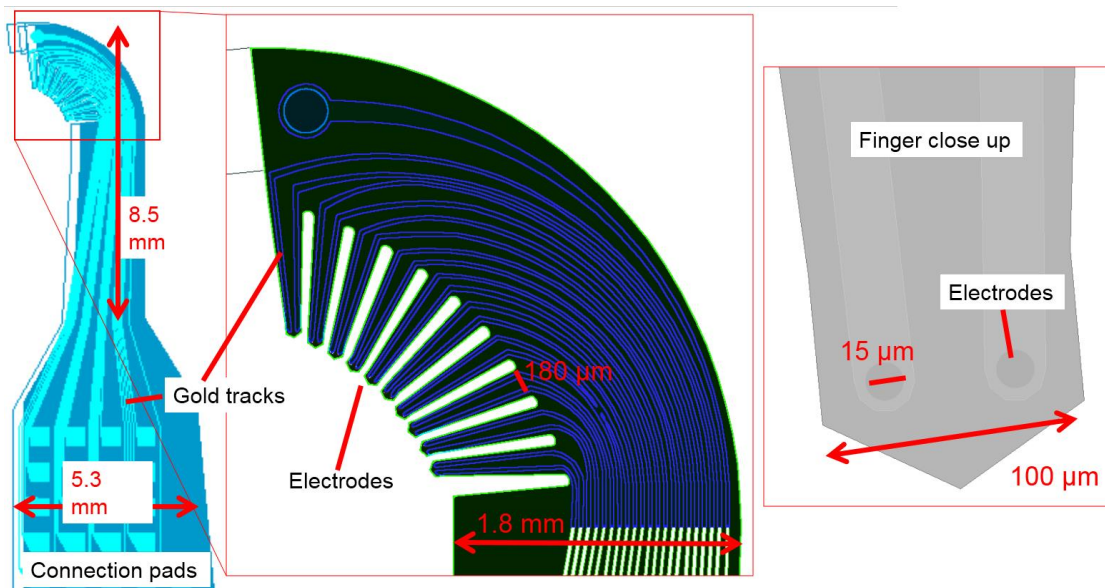 8.5
mm
Gold tracks
5.3
mm
Connection pads
180 µm
Electrodes
1.8 mm
Finger close up
Electrodes
15 µm
100 µm